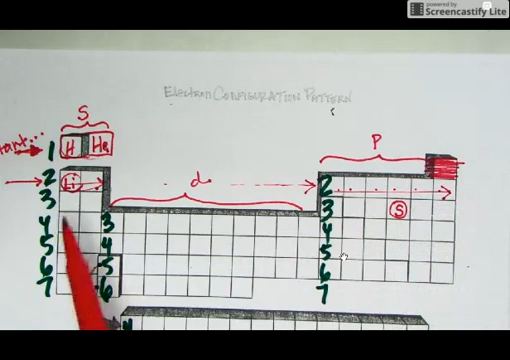 powered by
Screencastify Lite
Electron Configuration Pattern
S
P
1 H He
2 Li d 2
3 3 S
4 3 4
5 4 5
6 5 6
7 6 7
4